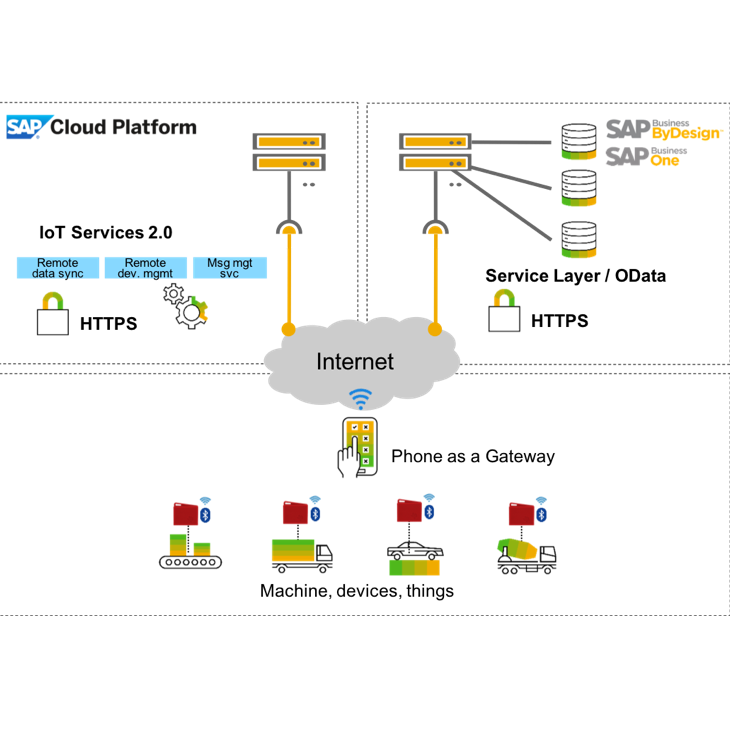 SAP Cloud Platform
IoT Services 2.0
Remote
data sync
Remote
dev. mgmt
Msg mgt
svc
HTTPS
SAP Business
ByDesign™
SAP Business
One
Service Layer / OData
HTTPS
Internet
Phone as a Gateway
Machine, devices, things